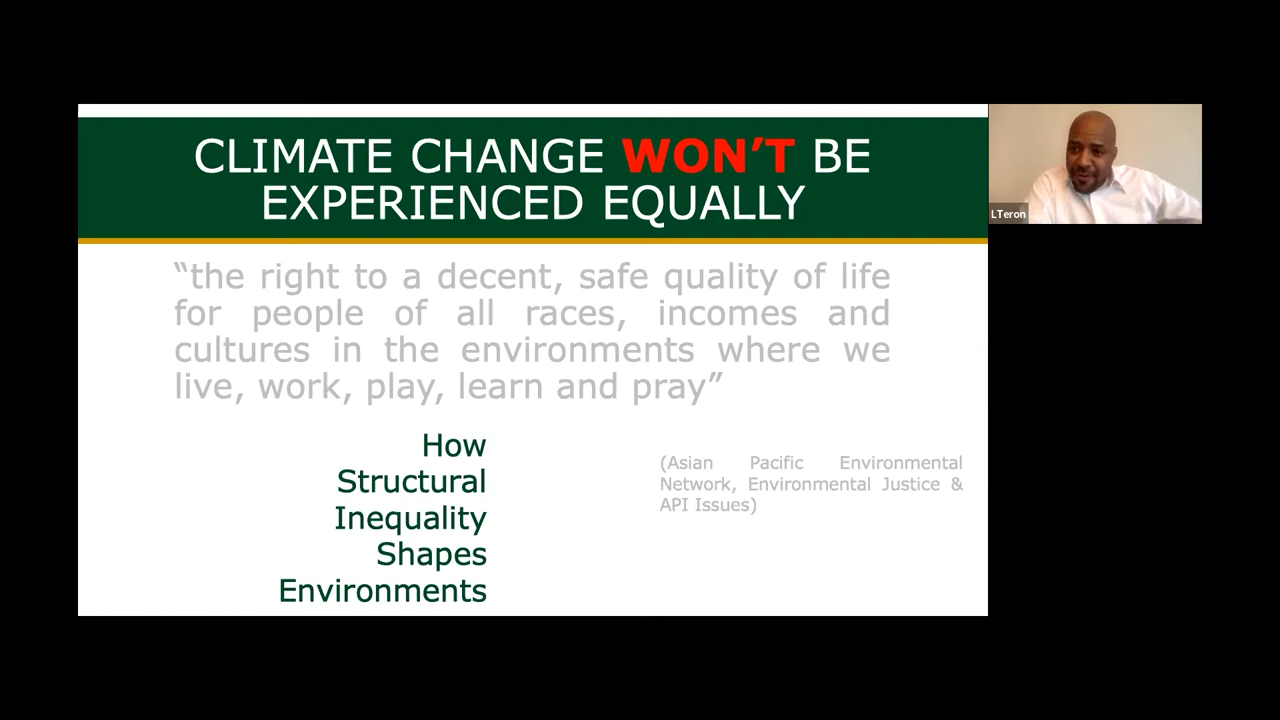 CLIMATE CHANGE WON’T BE
EXPERIENCED EQUALLY
“the right to a decent, safe quality of life
for people of all races, incomes and
cultures in the environments where we
live, work, play, learn and pray”
How
Structural
Inequality
Shapes
Environments
(Asian Pacific Environmental
Network, Environmental Justice &
API Issues)
LTeron